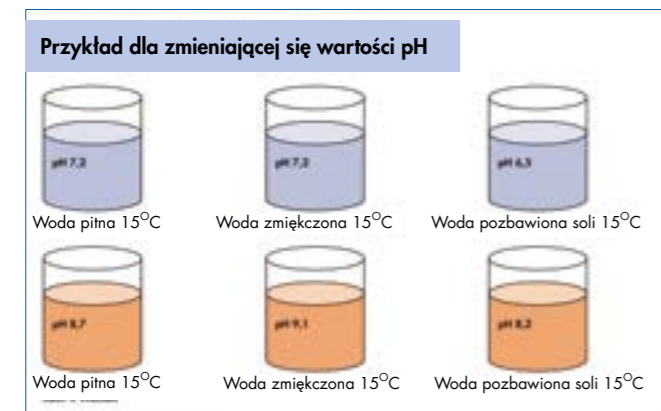 Przykład dla zmieniającej się wartości pH
pH 7,2 pH 7,2 pH 6,5
Woda pitna 15°C Woda zmiękczona 15°C Woda pozbawiona soli 15°C
pH 8,7 pH 9,1 pH 8,2
Woda pitna 15°C Woda zmiękczona 15°C Woda pozbawiona soli 15°C